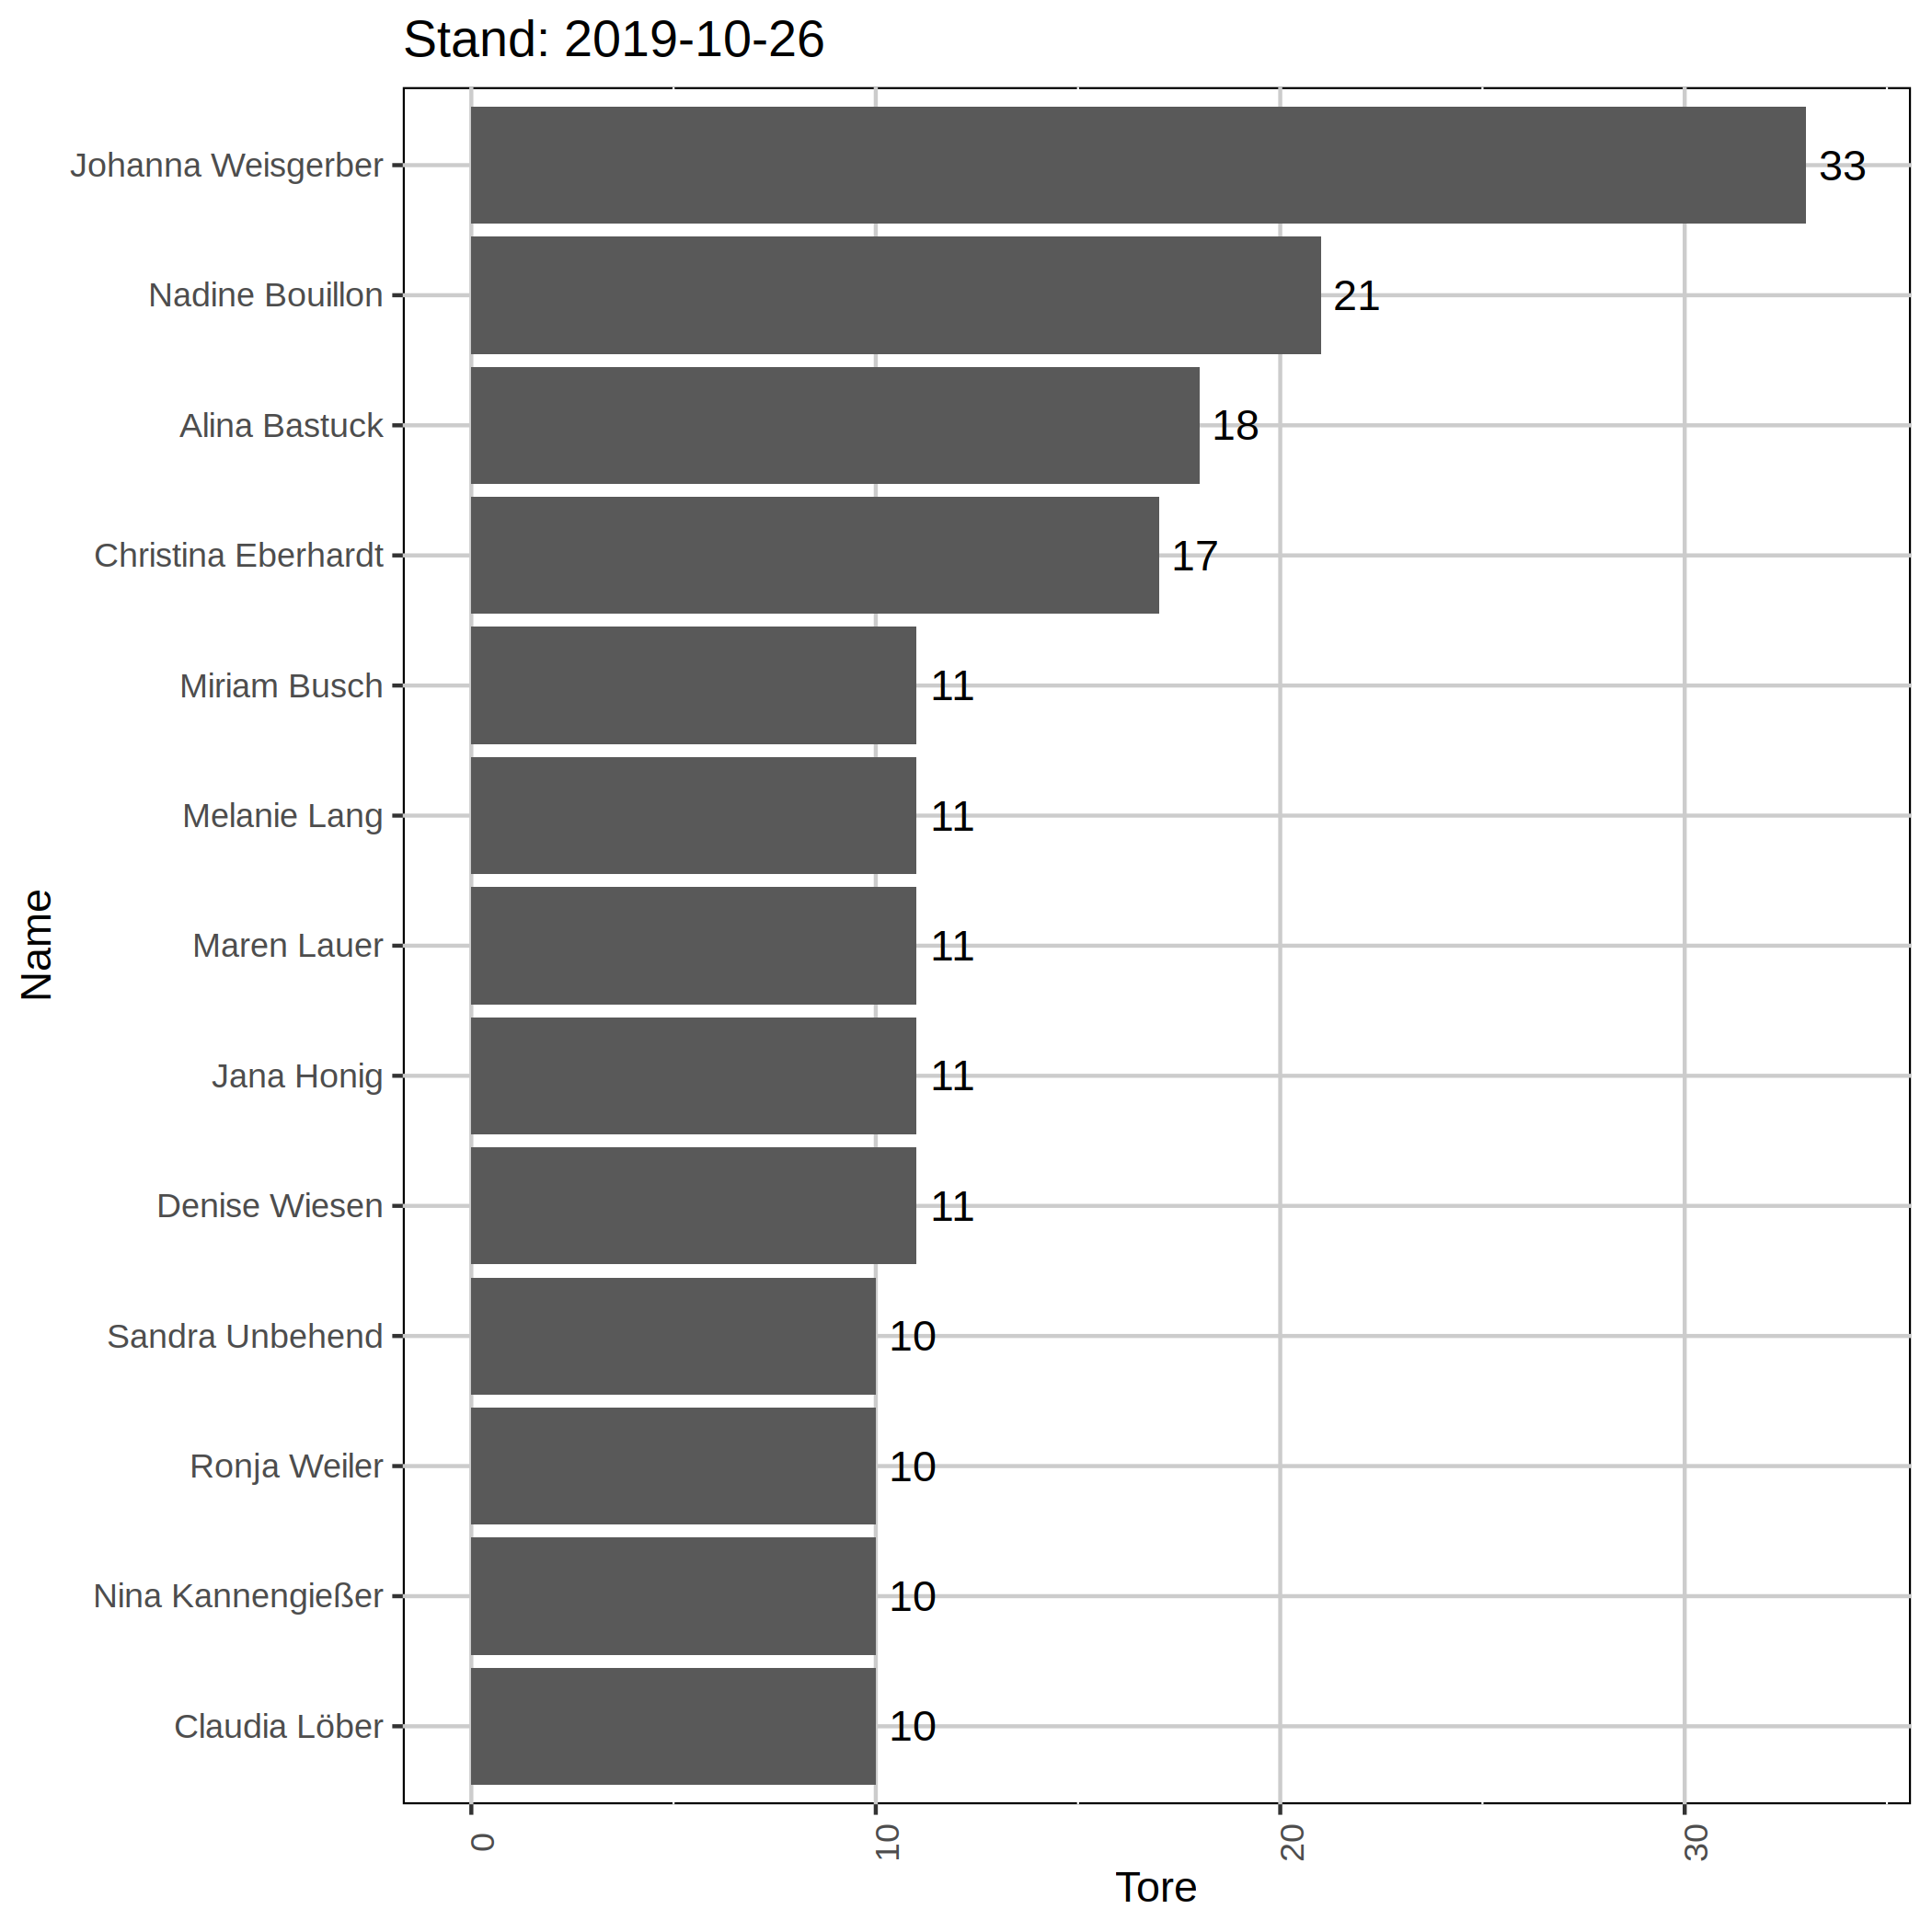 Stand: 2019-10-26
Johanna Weisgerber 33
Nadine Bouillon 21
Alina Bastuck 18
Christina Eberhardt 17
Miriam Busch 11
Melanie Lang 11
Maren Lauer 11
Jana Honig 11
Denise Wiesen 11
Sandra Unbehend 10
Ronja Weiler 10
Nina Kannengießer 10
Claudia Löber 10
Name
0 10 20 30
Tore